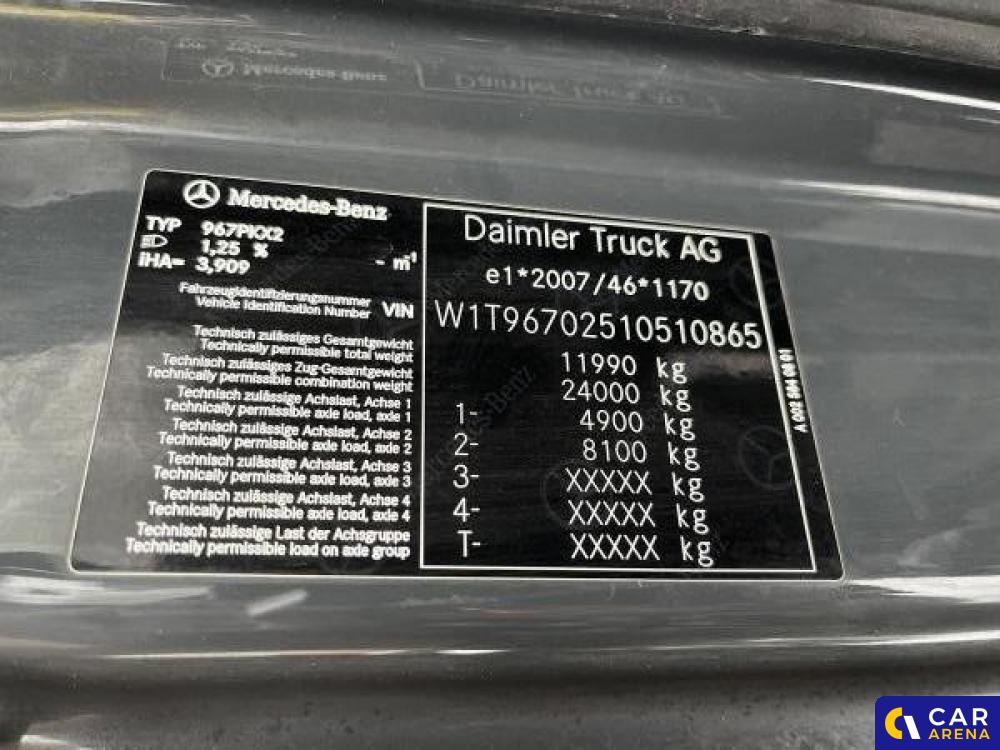 Mercedes-Benz
Daimler Truck AG
Mercedes-Benz
TYP 967PKX2
1,25 %
iHA= 3,909 - m⁻¹
Fahrzeugidentifizierungsnummer
Vehicle Identification Number VIN
Technisch zulässiges Gesamtgewicht
Technically permissible total weight
Technisch zulässiges Zug-Gesamtgewicht
Technically permissible combination weight
Technisch zulässige Achslast, Achse 1
Technically permissible axle load, axle 1
Technisch zulässige Achslast, Achse 2
Technically permissible axle load, axle 2
Technisch zulässige Achslast, Achse 3
Technically permissible axle load, axle 3
Technisch zulässige Achslast, Achse 4
Technically permissible axle load, axle 4
Technisch zulässige Last der Achsgruppe
Technically permissible load on axle group
Daimler Truck AG
e1*2007/46*1170
W1T96702510510865
11990 kg
24000 kg
1- 4900 kg
2- 8100 kg
3- XXXXX kg
4- XXXXX kg
T- XXXXX kg
CAR
ARENA